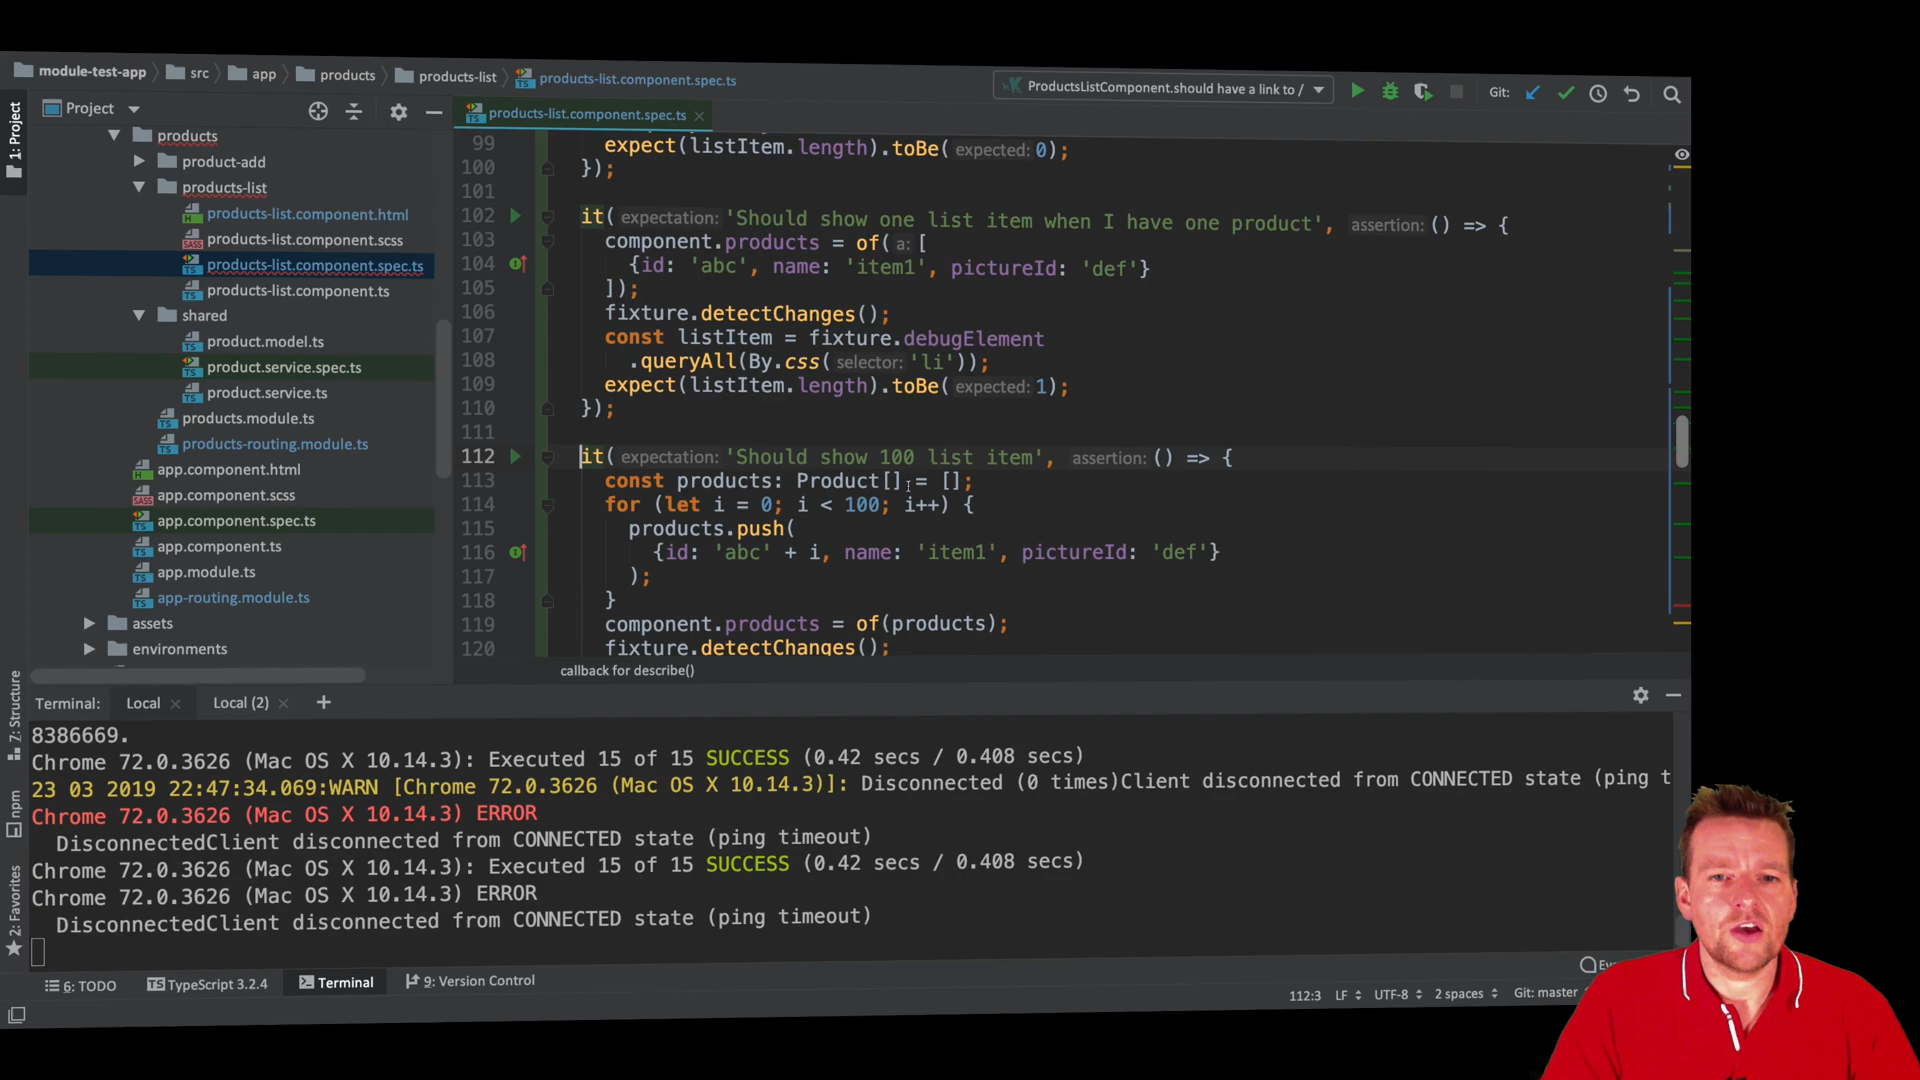 module-test-app src app products products-list products-list.component.spec.ts
ProductsListComponent.should have a link to /
Git:
1: Project
Project
products-list.component.spec.ts
products
product-add
products-list
products-list.component.html
products-list.component.scss
products-list.component.spec.ts
products-list.component.ts
shared
product.model.ts
product.service.spec.ts
product.service.ts
products.module.ts
products-routing.module.ts
app.component.html
app.component.scss
app.component.spec.ts
app.component.ts
app.module.ts
app-routing.module.ts
assets
environments
99 expect(listItem.length).toBe( expected: 0);
100 });
101
102 it( expectation: 'Should show one list item when I have one product', assertion: () => {
103 component.products = of( a: [
104 {id: 'abc', name: 'item1', pictureId: 'def'}
105 ]);
106 fixture.detectChanges();
107 const listItem = fixture.debugElement
108 .queryAll(By.css( selector: 'li'));
109 expect(listItem.length).toBe( expected: 1);
110 });
111
112 it( expectation: 'Should show 100 list item', assertion: () => {
113 const products: Product[] = [];
114 for (let i = 0; i < 100; i++) {
115 products.push(
116 {id: 'abc' + i, name: 'item1', pictureId: 'def'}
117 );
118 }
119 component.products = of(products);
120 fixture.detectChanges();
callback for describe()
7: Structure
npm
2: Favorites
Terminal: Local Local (2) +
8386669.
Chrome 72.0.3626 (Mac OS X 10.14.3): Executed 15 of 15 SUCCESS (0.42 secs / 0.408 secs)
23 03 2019 22:47:34.069:WARN [Chrome 72.0.3626 (Mac OS X 10.14.3)]: Disconnected (0 times)Client disconnected from CONNECTED state (ping t
Chrome 72.0.3626 (Mac OS X 10.14.3) ERROR
DisconnectedClient disconnected from CONNECTED state (ping timeout)
Chrome 72.0.3626 (Mac OS X 10.14.3): Executed 15 of 15 SUCCESS (0.42 secs / 0.408 secs)
Chrome 72.0.3626 (Mac OS X 10.14.3) ERROR
DisconnectedClient disconnected from CONNECTED state (ping timeout)
6: TODO TypeScript 3.2.4 Terminal 9: Version Control
112:3 LF UTF-8 2 spaces Git: master